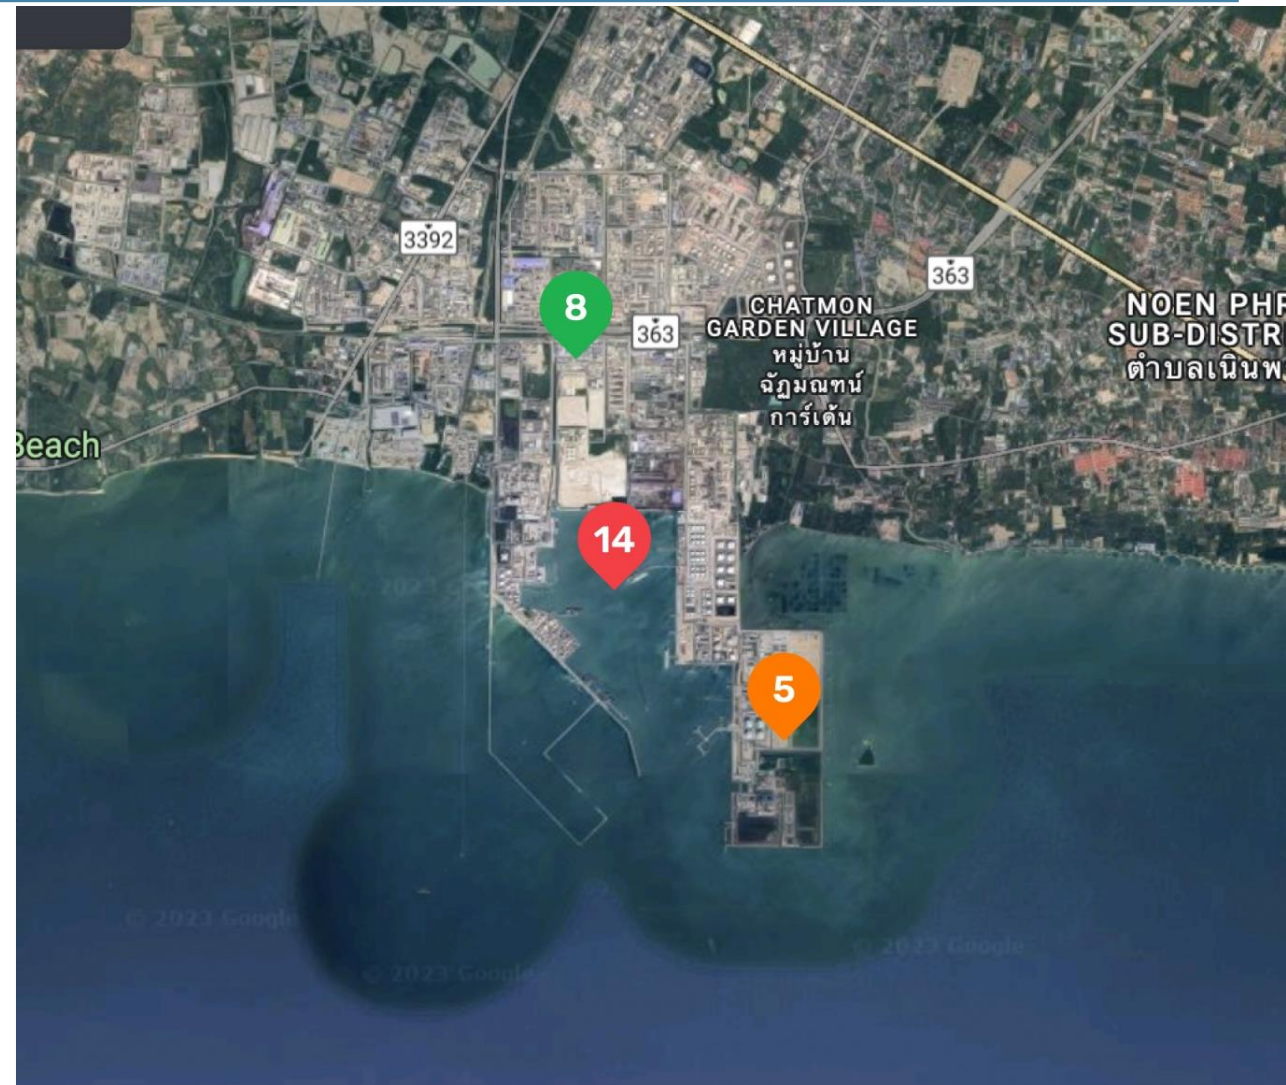 3392
8
363
363
CHATMON
GARDEN VILLAGE
หมู่บ้าน
ฉัฏมณฑน์
การ์เด้น
NOEN PHR
SUB-DISTR
ตำบลเนินพ
Beach
14
2023
5
© 2023 Google
© 2023 Google
© 2023 Google